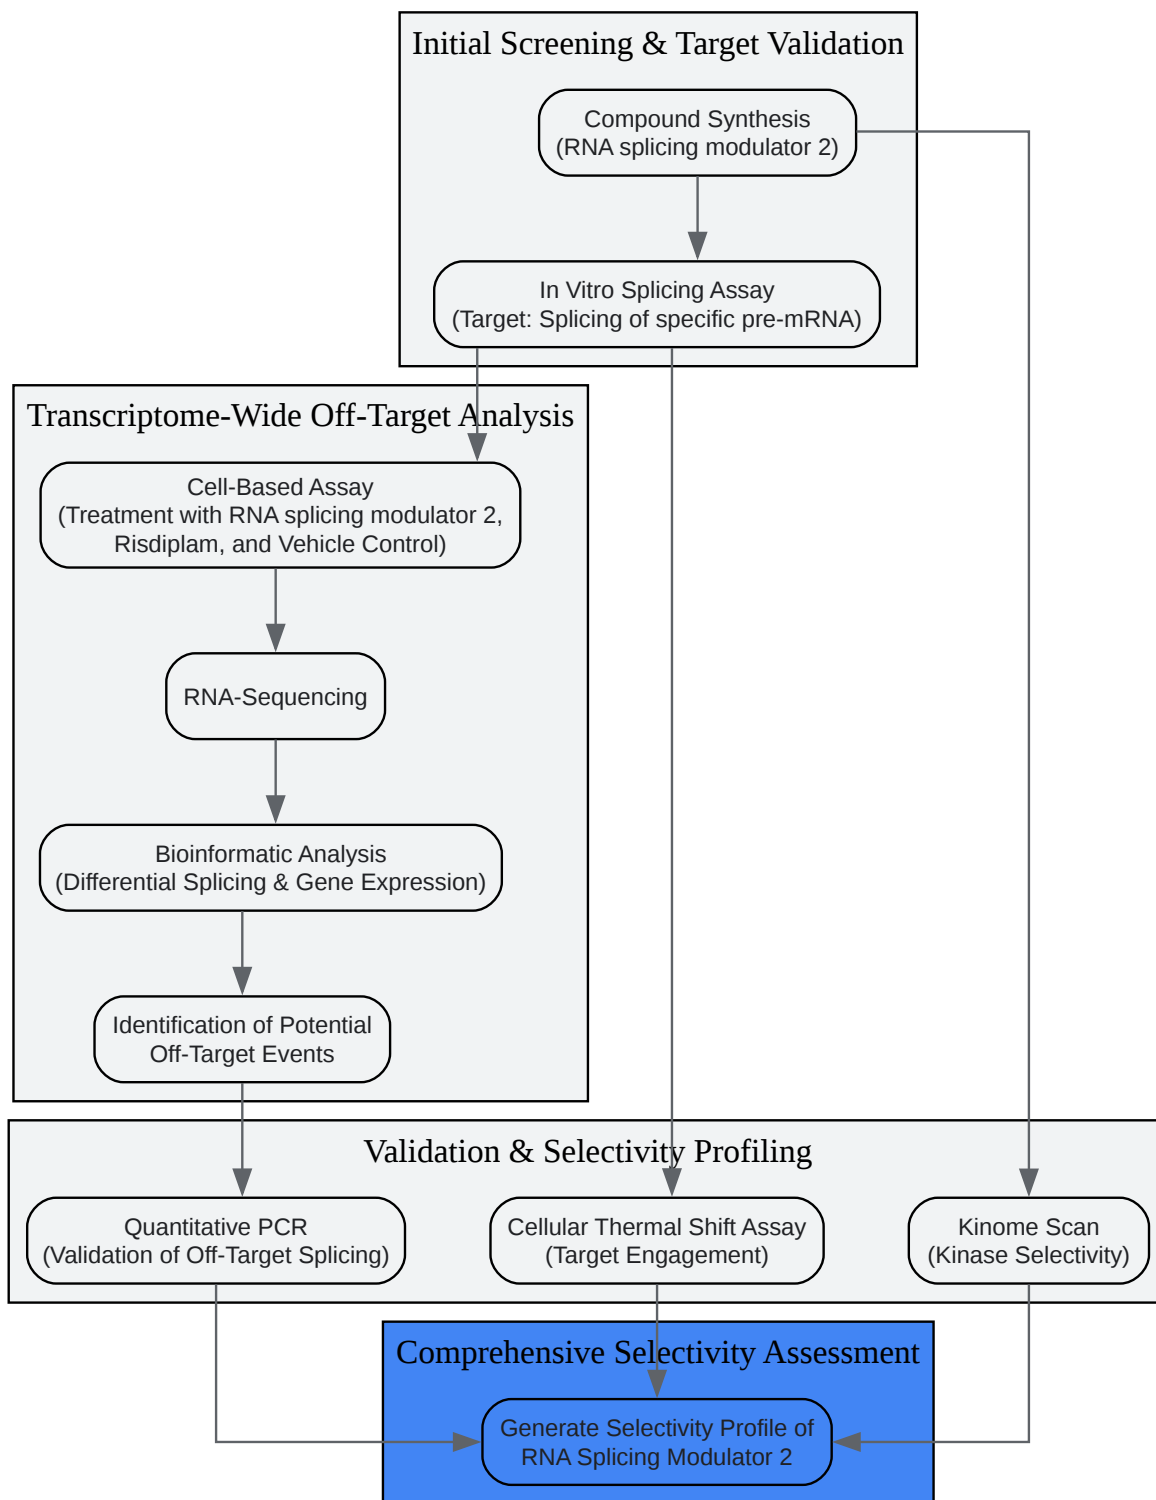 Initial Screening & Target Validation
Compound Synthesis
(RNA splicing modulator 2)
In Vitro Splicing Assay
(Target: Splicing of specific pre-mRNA)
Transcriptome-Wide Off-Target Analysis
Cell-Based Assay
(Treatment with RNA splicing modulator 2,
Risdiplam, and Vehicle Control)
RNA-Sequencing
Bioinformatic Analysis
(Differential Splicing & Gene Expression)
Identification of Potential
Off-Target Events
Validation & Selectivity Profiling
Quantitative PCR
(Validation of Off-Target Splicing)
Cellular Thermal Shift Assay
(Target Engagement)
Kinome Scan
(Kinase Selectivity)
Comprehensive Selectivity Assessment
Generate Selectivity Profile of
RNA Splicing Modulator 2